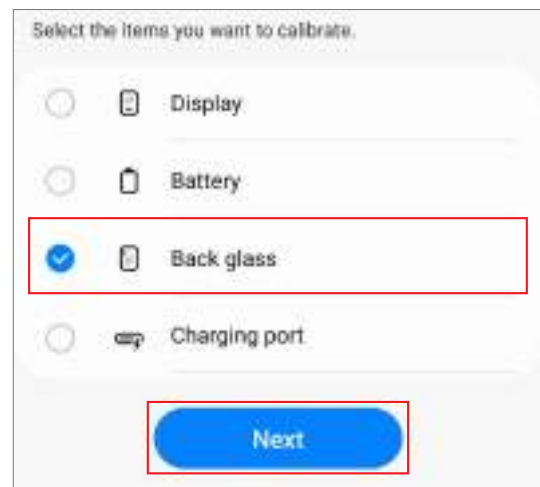 Select the items you want to calibrate.
Display
Battery
Back glass
Charging port
Next